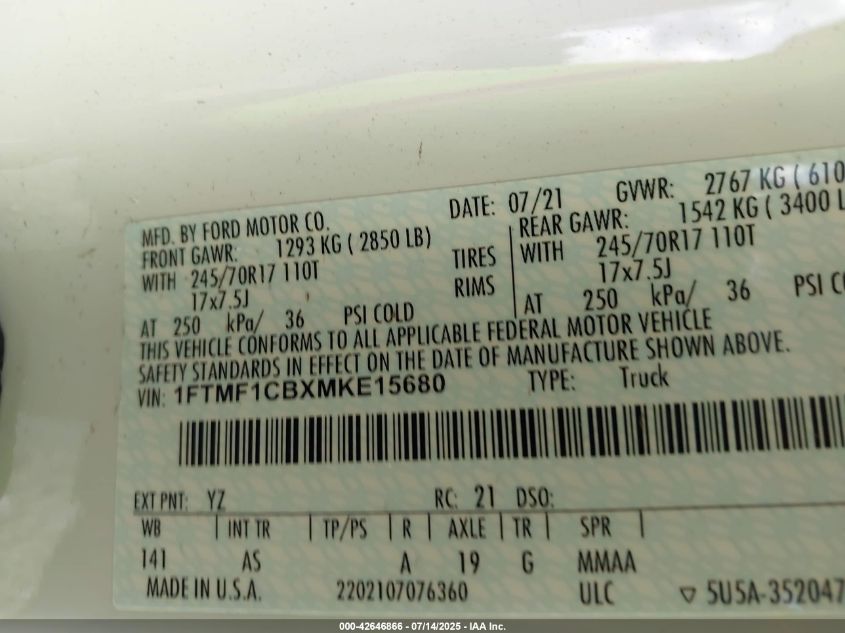 DATE: 07/21 GVWR: 2767 KG ( 610
MFD. BY FORD MOTOR CO.
FRONT GAWR: 1293 KG ( 2850 LB) REAR GAWR: 1542 KG ( 3400 L
WITH 245/70R17 110T TIRES WITH 245/70R17 110T
17x7.5J RIMS 17x7.5J
AT 250 kPa/ 36 PSI COLD AT 250 kPa/ 36 PSI CO
THIS VEHICLE CONFORMS TO ALL APPLICABLE FEDERAL MOTOR VEHICLE
SAFETY STANDARDS IN EFFECT ON THE DATE OF MANUFACTURE SHOWN ABOVE.
VIN: 1FTMF1CBXMKE15680 TYPE: Truck
EXT PNT: YZ RC: 21 DSO:
WB | INT TR | TP/PS | R | AXLE | TR | SPR |
141 AS A 19 G MMAA
MADE IN U.S.A. 2202107076360 ULC ▽ 5U5A-352047
000-42646866 - 07/14/2025 - IAA Inc.